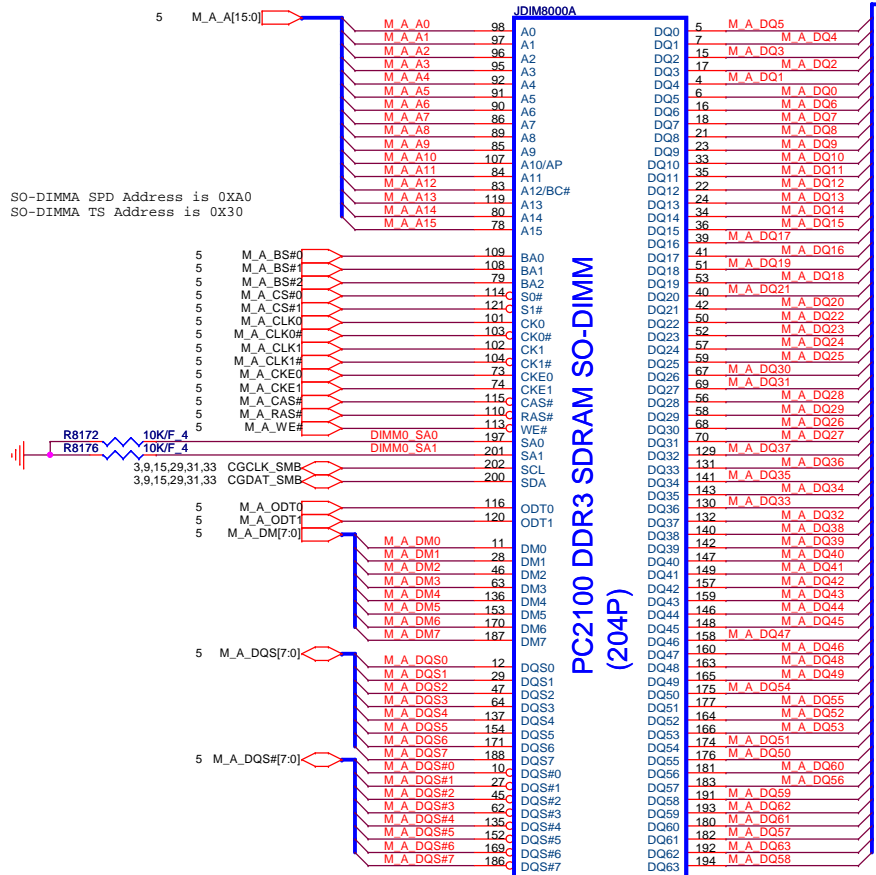 JDIM8000A
5 M_A_A[15:0]
M_A_A0 98 A0 DQ0 5 M_A_DQ5
M_A_A1 97 A1 DQ1 7 M_A_DQ4
M_A_A2 96 A2 DQ2 15 M_A_DQ3
M_A_A3 95 A3 DQ3 17 M_A_DQ2
M_A_A4 92 A4 DQ4 4 M_A_DQ1
M_A_A5 91 A5 DQ5 6 M_A_DQ0
M_A_A6 90 A6 DQ6 16 M_A_DQ6
M_A_A7 86 A7 DQ7 18 M_A_DQ7
M_A_A8 89 A8 DQ8 21 M_A_DQ8
M_A_A9 85 A9 DQ9 23 M_A_DQ9
M_A_A10 107 A10/AP DQ10 33 M_A_DQ10
M_A_A11 84 A11 DQ11 35 M_A_DQ11
M_A_A12 83 A12/BC# DQ12 22 M_A_DQ12
M_A_A13 119 A13 DQ13 24 M_A_DQ13
M_A_A14 80 A14 DQ14 34 M_A_DQ14
M_A_A15 78 A15 DQ15 36 M_A_DQ15
SO-DIMMA SPD Address is 0XA0
SO-DIMMA TS Address is 0X30
DQ16 39 M_A_DQ17
5 M_A_BS#0 109 BA0 DQ17 41 M_A_DQ16
5 M_A_BS#1 108 BA1 DQ18 51 M_A_DQ19
5 M_A_BS#2 79 BA2 DQ19 53 M_A_DQ18
5 M_A_CS#0 114 S0# DQ20 40 M_A_DQ21
5 M_A_CS#1 121 S1# DQ21 42 M_A_DQ20
5 M_A_CLK0 101 CK0 DQ22 50 M_A_DQ22
5 M_A_CLK0# 103 CK0# DQ23 52 M_A_DQ23
5 M_A_CLK1 102 CK1 DQ24 57 M_A_DQ24
5 M_A_CLK1# 104 CK1# DQ25 59 M_A_DQ25
5 M_A_CKE0 73 CKE0 DQ26 67 M_A_DQ30
5 M_A_CKE1 74 CKE1 DQ27 69 M_A_DQ31
5 M_A_CAS# 115 CAS# DQ28 56 M_A_DQ28
5 M_A_RAS# 110 RAS# DQ29 58 M_A_DQ29
5 M_A_WE# 113 WE# DQ30 68 M_A_DQ26
R8172 10K/F_4 DIMM0_SA0 197 SA0 DQ31 70 M_A_DQ27
R8176 10K/F_4 DIMM0_SA1 201 SA1 DQ32 129 M_A_DQ37
3,9,15,29,31,33 CGCLK_SMB 202 SCL DQ33 131 M_A_DQ36
3,9,15,29,31,33 CGDAT_SMB 200 SDA DQ34 141 M_A_DQ35
DQ35 143 M_A_DQ34
5 M_A_ODT0 116 ODT0 DQ36 130 M_A_DQ33
5 M_A_ODT1 120 ODT1 DQ37 132 M_A_DQ32
5 M_A_DM[7:0] DQ38 140 M_A_DQ38
M_A_DM0 11 DM0 DQ39 142 M_A_DQ39
M_A_DM1 28 DM1 DQ40 147 M_A_DQ40
M_A_DM2 46 DM2 DQ41 149 M_A_DQ41
M_A_DM3 63 DM3 DQ42 157 M_A_DQ42
M_A_DM4 136 DM4 DQ43 159 M_A_DQ43
M_A_DM5 153 DM5 DQ44 146 M_A_DQ44
M_A_DM6 170 DM6 DQ45 148 M_A_DQ45
M_A_DM7 187 DM7 DQ46 158 M_A_DQ47
5 M_A_DQS[7:0] DQ47 160 M_A_DQ46
M_A_DQS0 12 DQS0 DQ48 163 M_A_DQ48
M_A_DQS1 29 DQS1 DQ49 165 M_A_DQ49
M_A_DQS2 47 DQS2 DQ50 175 M_A_DQ54
M_A_DQS3 64 DQS3 DQ51 177 M_A_DQ55
M_A_DQS4 137 DQS4 DQ52 164 M_A_DQ52
M_A_DQS5 154 DQS5 DQ53 166 M_A_DQ53
M_A_DQS6 171 DQS6 DQ54 174 M_A_DQ51
M_A_DQS7 188 DQS7 DQ55 176 M_A_DQ50
5 M_A_DQS#[7:0]
M_A_DQS#0 10 DQS#0 DQ56 181 M_A_DQ60
M_A_DQS#1 27 DQS#1 DQ57 183 M_A_DQ56
M_A_DQS#2 45 DQS#2 DQ58 191 M_A_DQ59
M_A_DQS#3 62 DQS#3 DQ59 193 M_A_DQ62
M_A_DQS#4 135 DQS#4 DQ60 180 M_A_DQ61
M_A_DQS#5 152 DQS#5 DQ61 182 M_A_DQ57
M_A_DQS#6 169 DQS#6 DQ62 192 M_A_DQ63
M_A_DQS#7 186 DQS#7 DQ63 194 M_A_DQ58
PC2100 DDR3 SDRAM SO-DIMM
(204P)